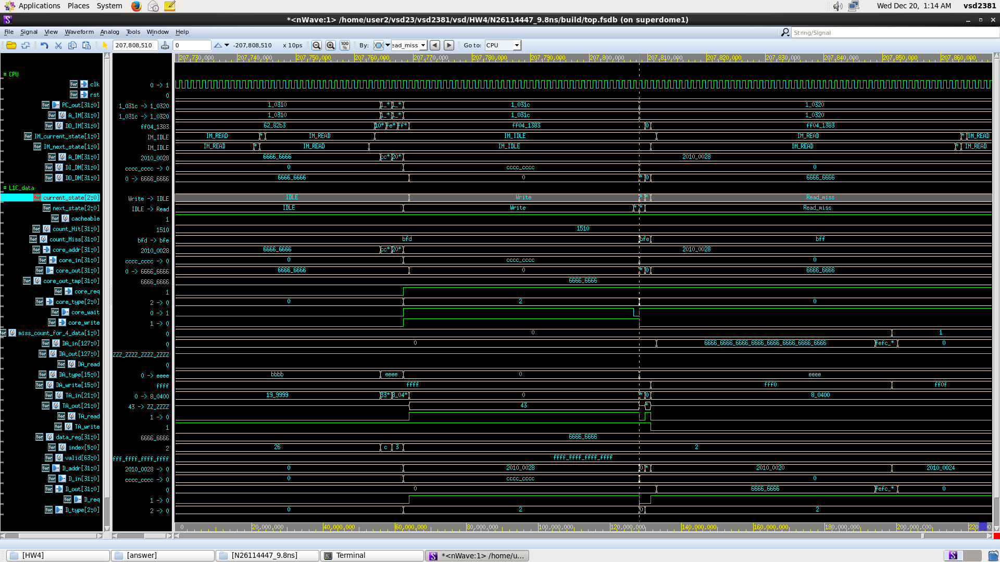 Applications Places System Wed Dec 20, 1:14 AM vsd2381
*<nWave:1> /home/user2/vsd23/vsd2381/vsd/HW4/N26114447_9.8ns/build/top.fsdb (on superdome1)
File Signal View Waveform Analog Tools Window Help String/Signal
207,808,510 0 -207,808,510 x 10ps 100% By: ead_miss Go to: CPU
207,730,000 207,740,000 207,750,000 207,760,000 207,770,000 207,780,000 207,790,000 207,800,000 207,810,000 207,820,000 207,830,000 207,840,000 207,850,000 207,860,000
= CPU
clk 0 -> 1
rst 0
PC_out[31:0] 1_031c -> 1_0320 1_0310 1_* 1_* 1_031c 1_0320
A_IM[31:0] 1_031c -> 1_0320 1_0310 1_* 1_* 1_031c 1_0320
DO_IM[31:0] ff04_1383 62_82b3 10* fe* ff* ff04_1383 0 ff04_1383
IM_current_state[1:0] IM_IDLE IM_READ * IM_READ IM_IDLE IM_READ * IM_READ
IM_next_state[1:0] IM_IDLE IM_READ * IM_READ IM_IDLE IM_READ * IM_READ
A_DM[31:0] 2010_0028 6666_6666 cc* 20* 2010_0028
DI_DM[31:0] cccc_cccc -> 0 0 cccc_cccc 0
DO_DM[31:0] 0 -> 6666_6666 6666_6666 0 * 0 6666_6666
= L1C_data
current_state[2:0] Write -> IDLE IDLE Write * * Read_miss
next_state[2:0] IDLE -> Read IDLE Write * * Read_miss
cacheable 1
count_Hit[31:0] 1510 1510
count_Miss[31:0] bfd -> bfe bfd bfe bff
core_addr[31:0] 2010_0028 6666_6666 cc* 20* 2010_0028
core_in[31:0] cccc_cccc -> 0 0 cccc_cccc 0
core_out[31:0] 0 -> 6666_6666 6666_6666 0 * 0 6666_6666
core_out_tmp[31:0] 6666_6666 6666_6666
core_req 1
core_type[2:0] 2 -> 0 0 2 0
core_wait 0 -> 1
core_write 1 -> 0
miss_count_for_4_data[1:0] 0 0 1
DA_in[127:0] 0 0 6666_6666_6666_6666_6666_6666_6666_6666 fefc_* 0
DA_out[127:0] ZZZ_ZZZZ_ZZZZ_ZZZZ
DA_read 0
DA_type[15:0] 0 -> eeee bbbb eeee 0 eeee
DA_write[15:0] ffff ffff fff0 ff0f
TA_in[21:0] 0 -> 8_0400 19_9999 33* 8_04* 0 * 0 8_0400
TA_out[21:0] 43 -> ZZ_ZZZZ 43 *
TA_read 1 -> 0
TA_write 1
data_reg[31:0] 6666_6666 6666_6666
index[5:0] 2 26 c 3 2
valid[63:0] fff_ffff_ffff_ffff ffff_ffff_ffff_ffff
D_addr[31:0] 2010_0028 -> 0 0 2010_0028 0 * 2010_0020 2010_0024
D_in[31:0] cccc_cccc -> 0 0 cccc_cccc 0
D_out[31:0] 0 0 6666_6666 fefc_* 0
D_req 1 -> 0
D_type[2:0] 2 -> 0 0 2 0 2
0 20,000,000 40,000,000 60,000,000 80,000,000 100,000,000 120,000,000 140,000,000 160,000,000 180,000,000 200,000,000
[HW4] [answer] [N26114447_9.8ns] Terminal *<nWave:1> /home/u...